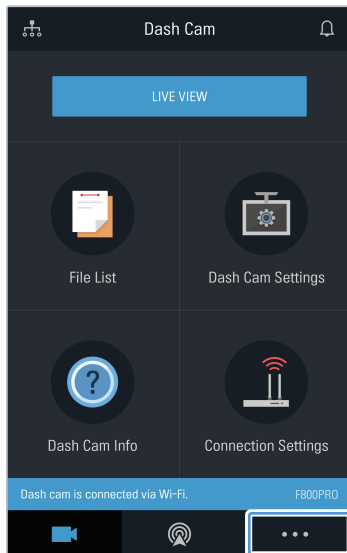 Dash Cam
LIVE VIEW
File List
Dash Cam Settings
?
Dash Cam Info
Connection Settings
Dash cam is connected via Wi-Fi.
F800PRO